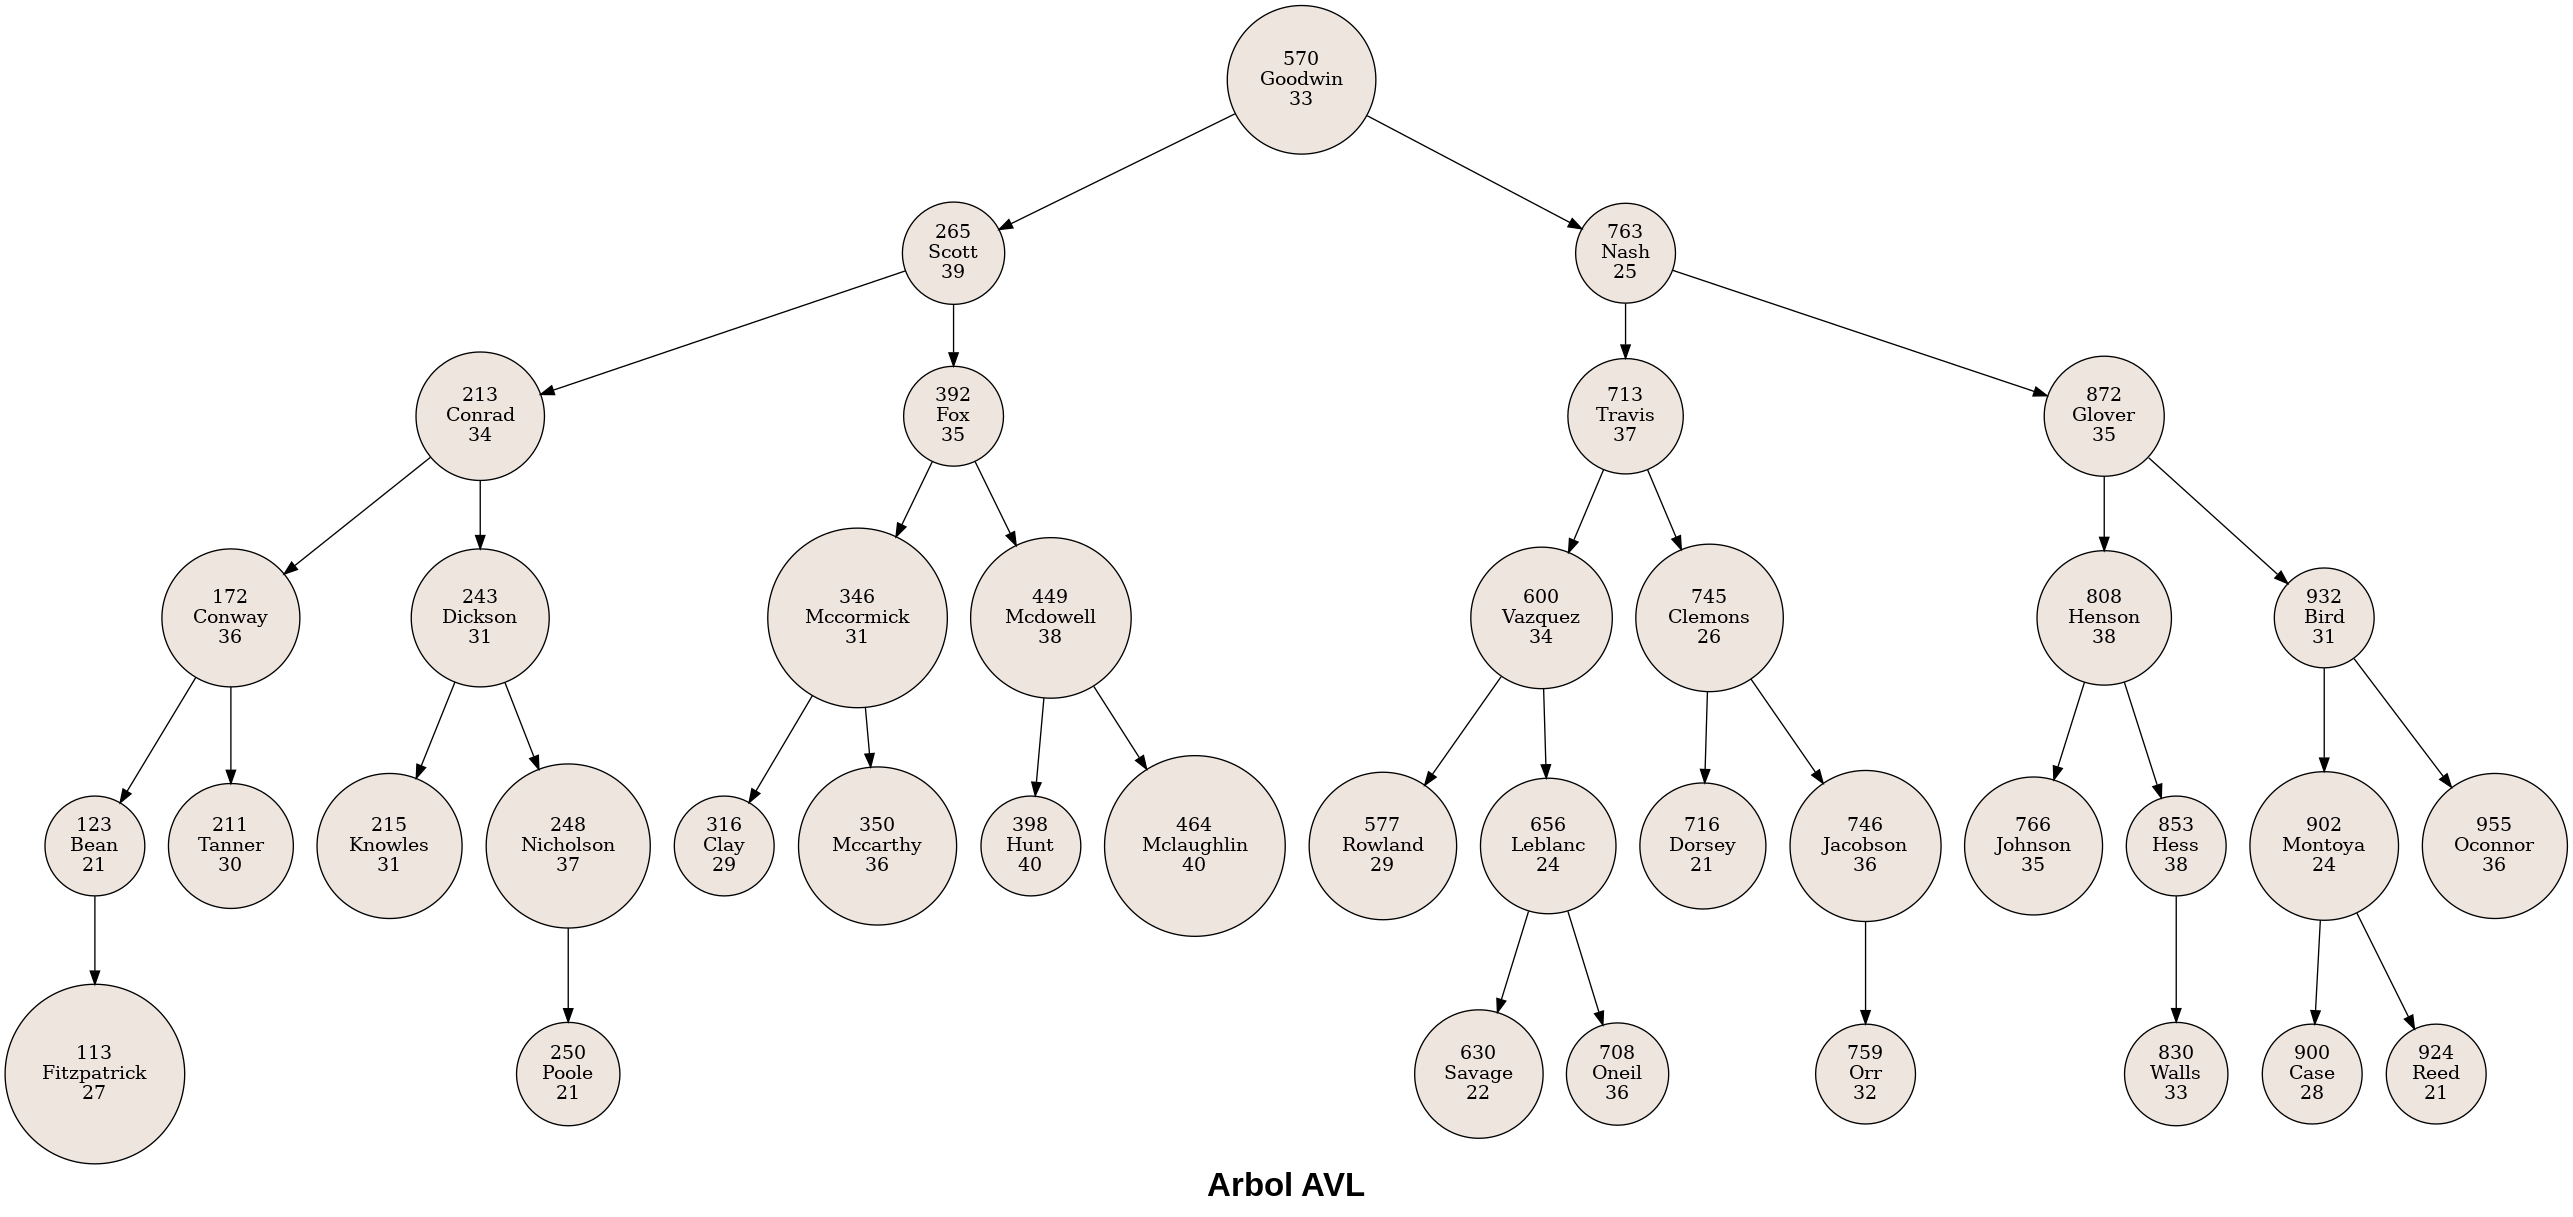 570
Goodwin
33
265
Scott
39
763
Nash
25
213
Conrad
34
392
Fox
35
713
Travis
37
872
Glover
35
172
Conway
36
243
Dickson
31
346
Mccormick
31
449
Mcdowell
38
600
Vazquez
34
745
Clemons
26
808
Henson
38
932
Bird
31
123
Bean
21
211
Tanner
30
215
Knowles
31
248
Nicholson
37
316
Clay
29
350
Mccarthy
36
398
Hunt
40
464
Mclaughlin
40
577
Rowland
29
656
Leblanc
24
716
Dorsey
21
746
Jacobson
36
766
Johnson
35
853
Hess
38
902
Montoya
24
955
Oconnor
36
113
Fitzpatrick
27
250
Poole
21
630
Savage
22
708
Oneil
36
759
Orr
32
830
Walls
33
900
Case
28
924
Reed
21
Arbol AVL